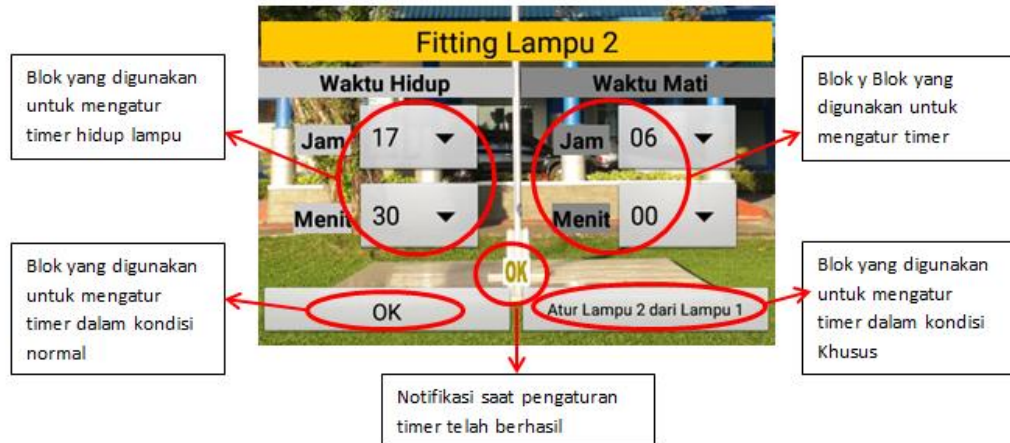 Fitting Lampu 2
Waktu Hidup
Waktu Mati
Jam
17
Jam
06
Menit
30
Menit
00
OK
OK
Atur Lampu 2 dari Lampu 1
Blok yang digunakan
untuk mengatur
timer hidup lampu
Blok y Blok yang
digunakan untuk
mengatur timer
Blok yang digunakan
untuk mengatur
timer dalam kondisi
normal
Blok yang digunakan
untuk mengatur
timer dalam kondisi
Khusus
Notifikasi saat pengaturan
timer telah berhasil